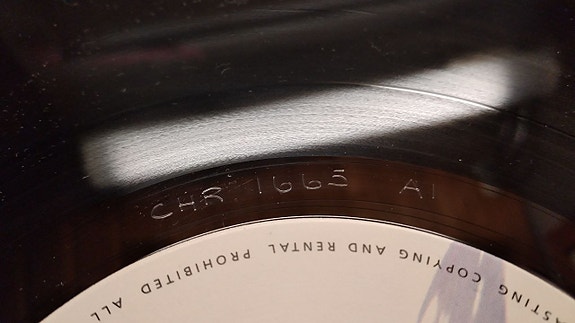 CHR 1665 A1
ASTING COPYING AND RENTAL PROHIBITED ALL